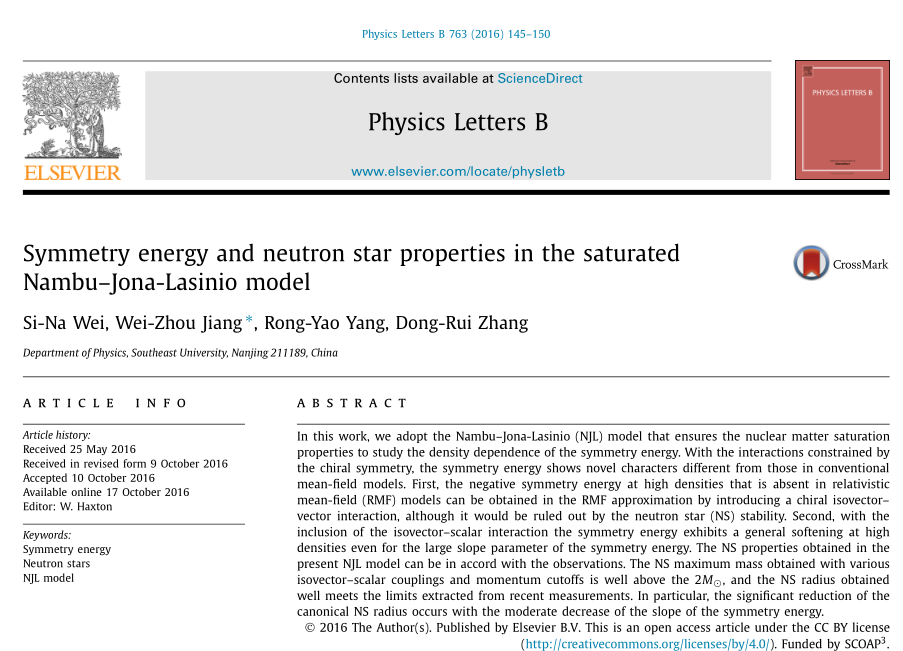 Physics Letters B 763 (2016) 145–150
Contents lists available at ScienceDirect
Physics Letters B
www.elsevier.com/locate/physletb
ELSEVIER
PHYSICS LETTERS B
Symmetry energy and neutron star properties in the saturated
Nambu–Jona-Lasinio model
CrossMark
Si-Na Wei, Wei-Zhou Jiang *, Rong-Yao Yang, Dong-Rui Zhang
Department of Physics, Southeast University, Nanjing 211189, China
ARTICLE INFO
Article history:
Received 25 May 2016
Received in revised form 9 October 2016
Accepted 10 October 2016
Available online 17 October 2016
Editor: W. Haxton
Keywords:
Symmetry energy
Neutron stars
NJL model
ABSTRACT
In this work, we adopt the Nambu–Jona-Lasinio (NJL) model that ensures the nuclear matter saturation
properties to study the density dependence of the symmetry energy. With the interactions constrained by
the chiral symmetry, the symmetry energy shows novel characters different from those in conventional
mean-field models. First, the negative symmetry energy at high densities that is absent in relativistic
mean-field (RMF) models can be obtained in the RMF approximation by introducing a chiral isovector–
vector interaction, although it would be ruled out by the neutron star (NS) stability. Second, with the
inclusion of the isovector–scalar interaction the symmetry energy exhibits a general softening at high
densities even for the large slope parameter of the symmetry energy. The NS properties obtained in the
present NJL model can be in accord with the observations. The NS maximum mass obtained with various
isovector–scalar couplings and momentum cutoffs is well above the 2M☉, and the NS radius obtained
well meets the limits extracted from recent measurements. In particular, the significant reduction of the
canonical NS radius occurs with the moderate decrease of the slope of the symmetry energy.
© 2016 The Author(s). Published by Elsevier B.V. This is an open access article under the CC BY license
(http://creativecommons.org/licenses/by/4.0/). Funded by SCOAP³.